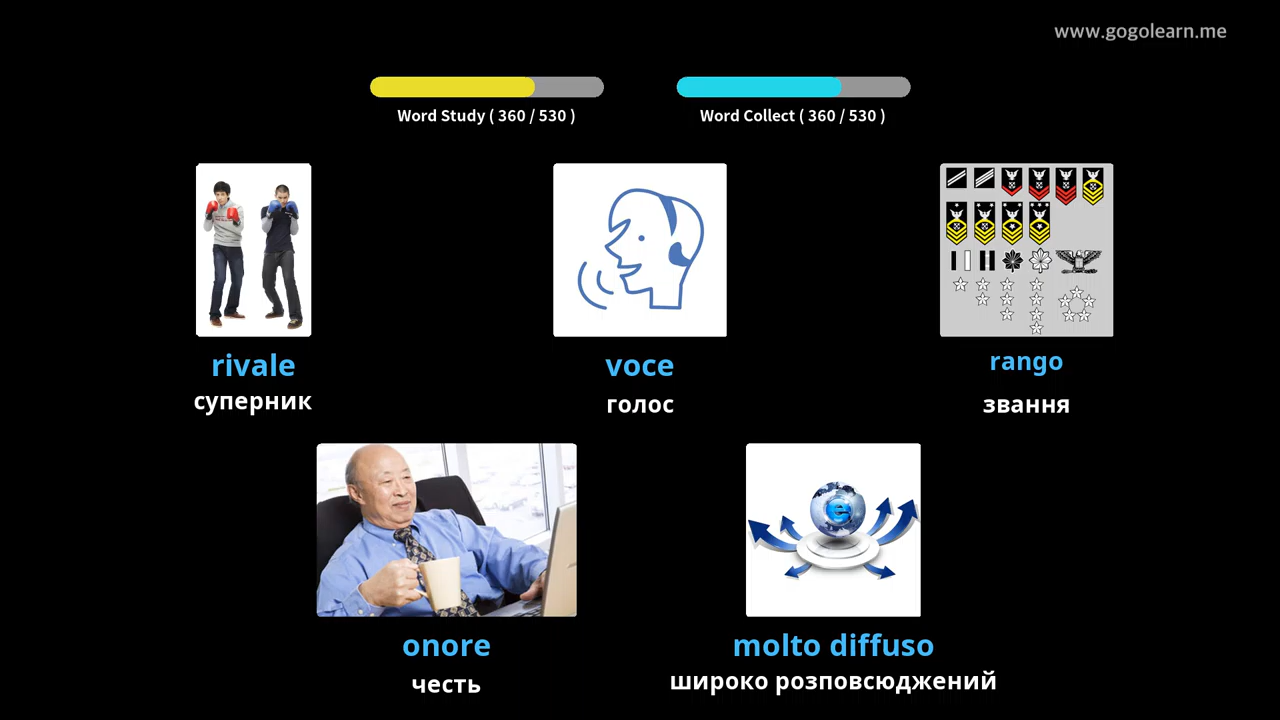 www.gogolearn.me
Word Study ( 360 / 530 )
Word Collect ( 360 / 530 )
rivale
суперник
voce
голос
rango
звання
onore
честь
molto diffuso
широко розповсюджений